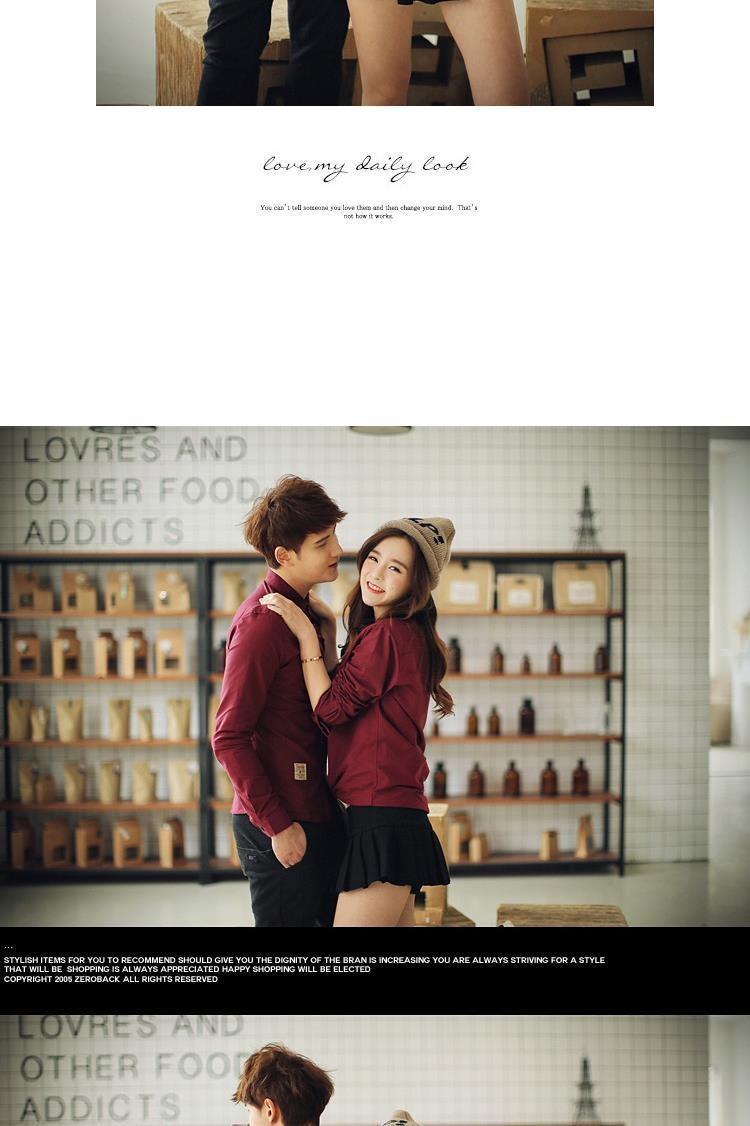 love,my daily look
You can't tell someone you love them and then change your mind. That's
not how it works.
LOVRES AND
OTHER FOOD
ADDICTS
...
STYLISH ITEMS FOR YOU TO RECOMMEND SHOULD GIVE YOU THE DIGNITY OF THE BRAN IS INCREASING YOU ARE ALWAYS STRIVING FOR A STYLE
THAT WILL BE SHOPPING IS ALWAYS APPRECIATED HAPPY SHOPPING WILL BE ELECTED
COPYRIGHT 2005 ZEROBACK ALL RIGHTS RESERVED
LOVRES AND
OTHER FOOD
ADDICTS